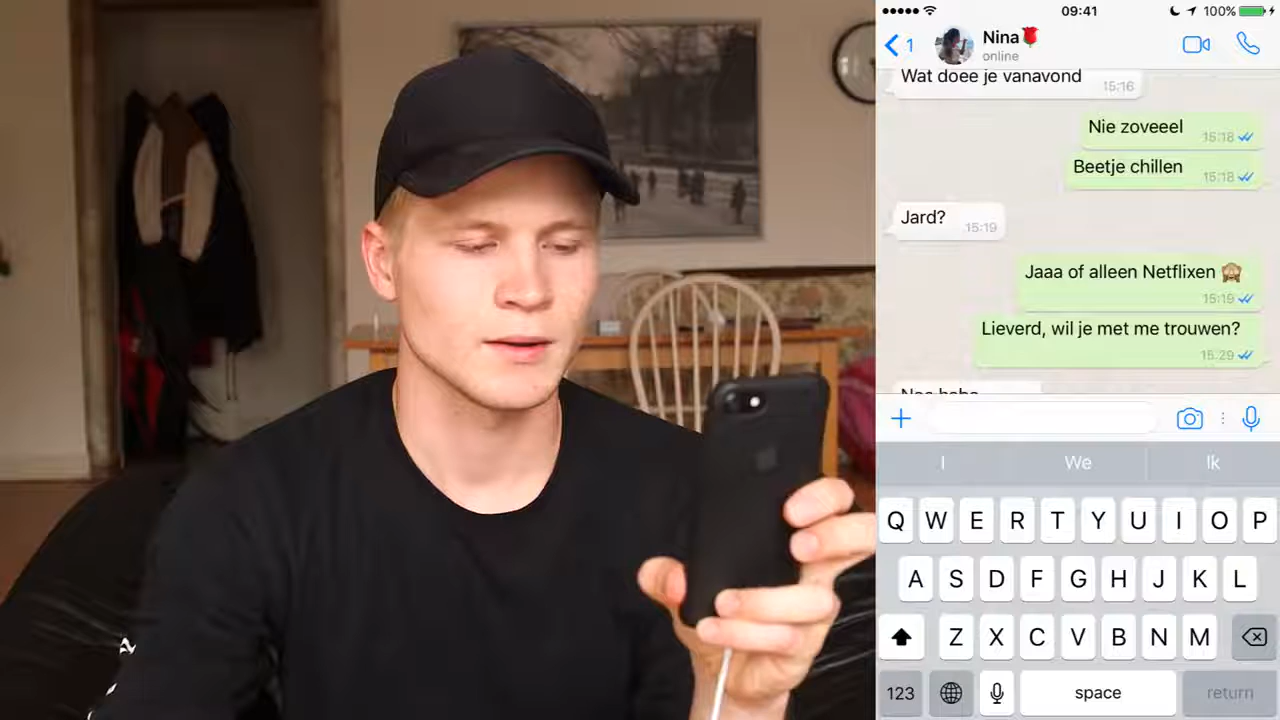 09:41
100%
1
Nina🌹
online
Wat doee je vanavond
15:16
Nie zoveeel
15:18
Beetje chillen
15:18
Jard?
15:19
Jaaa of alleen Netflixen 🙈
15:19
Lieverd, wil je met me trouwen?
15:29
I We Ik
Q W E R T Y U I O P
A S D F G H J K L
Z X C V B N M
123 space return